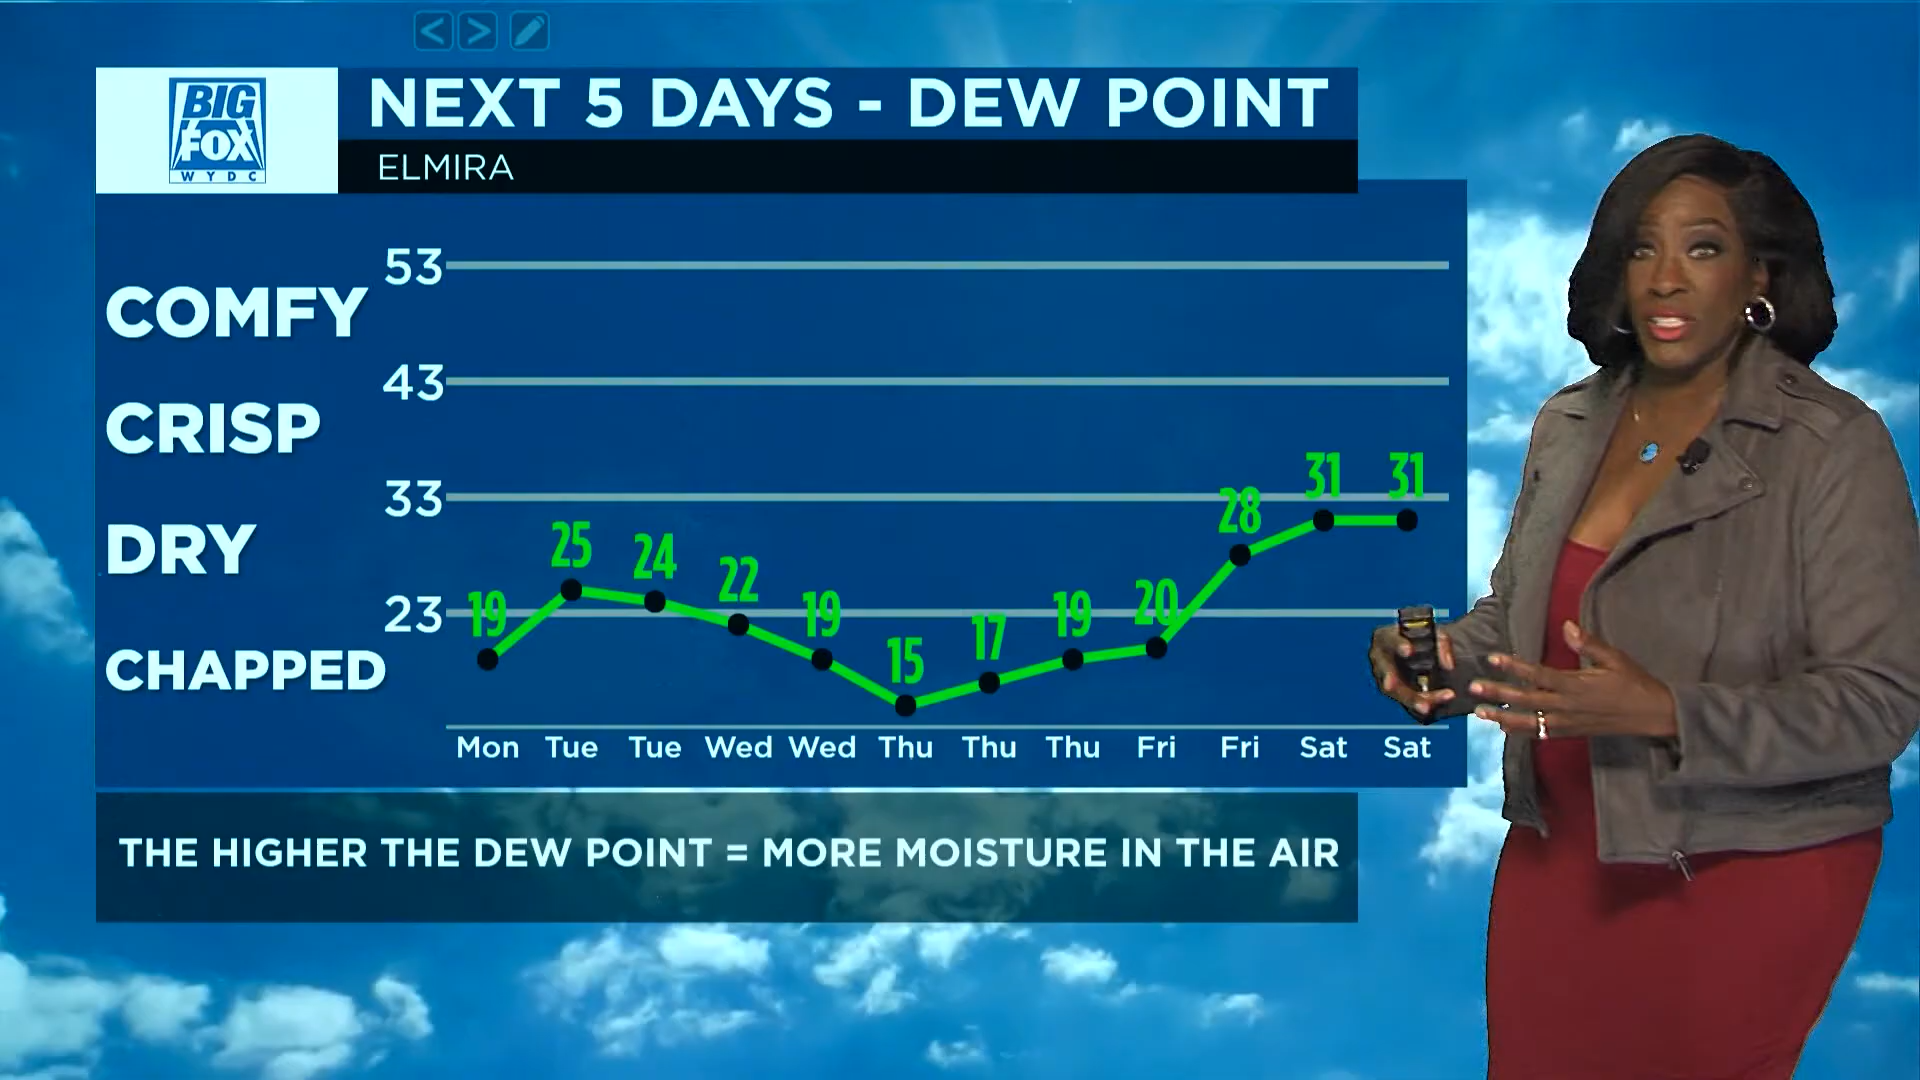 BIG
FOX
WYDC
NEXT 5 DAYS - DEW POINT
ELMIRA
53
COMFY
43
CRISP
33
DRY
23
CHAPPED
19 25 24 22 19 15 17 19 20 28 31 31
Mon Tue Tue Wed Wed Thu Thu Thu Fri Fri Sat Sat
THE HIGHER THE DEW POINT = MORE MOISTURE IN THE AIR